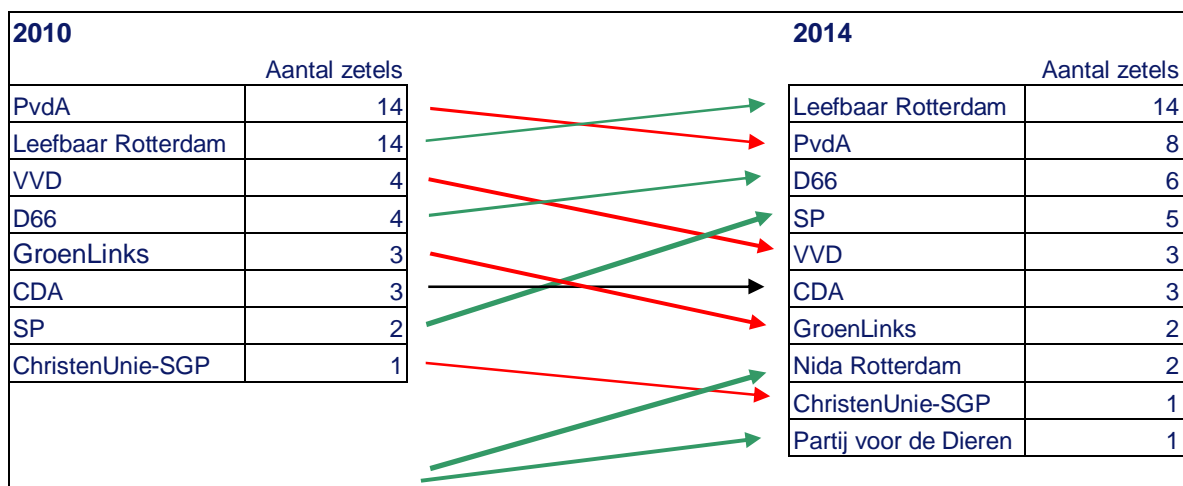 2010 2014
Aantal zetels Aantal zetels
PvdA 14 Leefbaar Rotterdam 14
Leefbaar Rotterdam 14 PvdA 8
VVD 4 D66 6
D66 4 SP 5
GroenLinks 3 VVD 3
CDA 3 CDA 3
SP 2 GroenLinks 2
ChristenUnie-SGP 1 Nida Rotterdam 2
ChristenUnie-SGP 1
Partij voor de Dieren 1